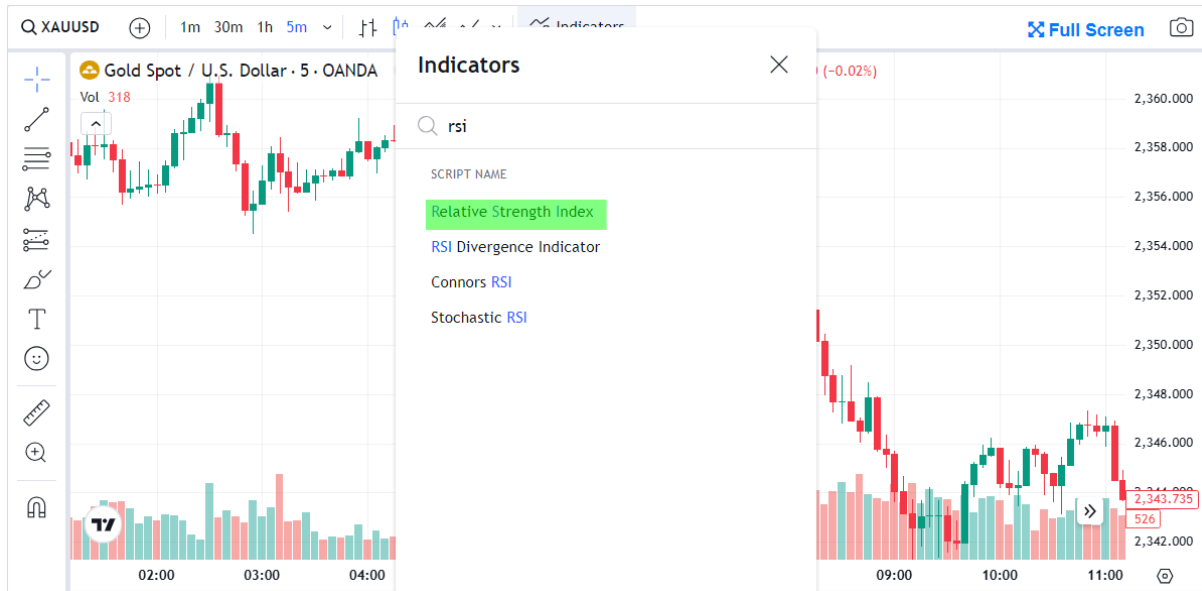 XAUUSD
1m 30m 1h 5m
Indicators
Full Screen
Gold Spot / U.S. Dollar · 5 · OANDA
(−0.02%)
Vol 318
Indicators
rsi
SCRIPT NAME
Relative Strength Index
RSI Divergence Indicator
Connors RSI
Stochastic RSI
2,360.000
2,358.000
2,356.000
2,354.000
2,352.000
2,350.000
2,348.000
2,346.000
2,343.735
526
2,342.000
02:00 03:00 04:00 09:00 10:00 11:00